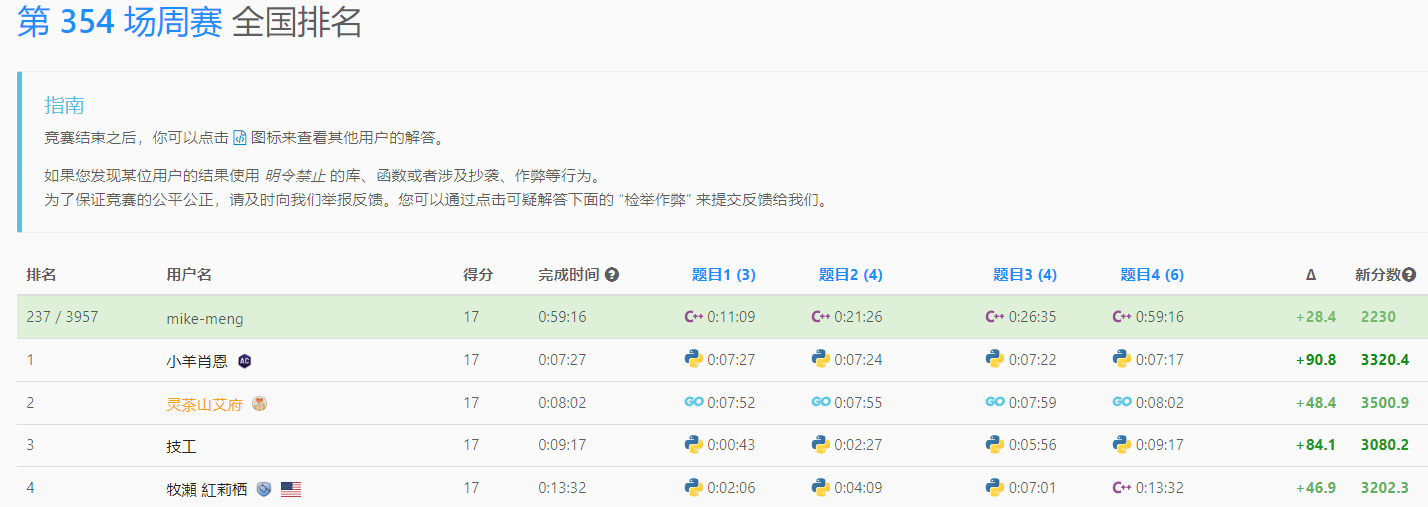 第 354 场周赛 全国排名
指南
竞赛结束之后，你可以点击 图标来查看其他用户的解答。
如果您发现某位用户的结果使用 明令禁止 的库、函数或者涉及抄袭、作弊等行为。
为了保证竞赛的公平公正，请及时向我们举报反馈。您可以通过点击可疑解答下面的 “检举作弊” 来提交反馈给我们。
排名 用户名 得分 完成时间 ? 题目1 (3) 题目2 (4) 题目3 (4) 题目4 (6) Δ 新分数 ?
237 / 3957 mike-meng 17 0:59:16 C++ 0:11:09 C++ 0:21:26 C++ 0:26:35 C++ 0:59:16 +28.4 2230
1 小羊肖恩 AC 17 0:07:27 0:07:27 0:07:24 0:07:22 0:07:17 +90.8 3320.4
2 灵茶山艾府 17 0:08:02 GO 0:07:52 GO 0:07:55 GO 0:07:59 GO 0:08:02 +48.4 3500.9
3 技工 17 0:09:17 0:00:43 0:02:27 0:05:56 0:09:17 +84.1 3080.2
4 牧瀬 紅莉栖 17 0:13:32 0:02:06 0:04:09 0:07:01 C++ 0:13:32 +46.9 3202.3